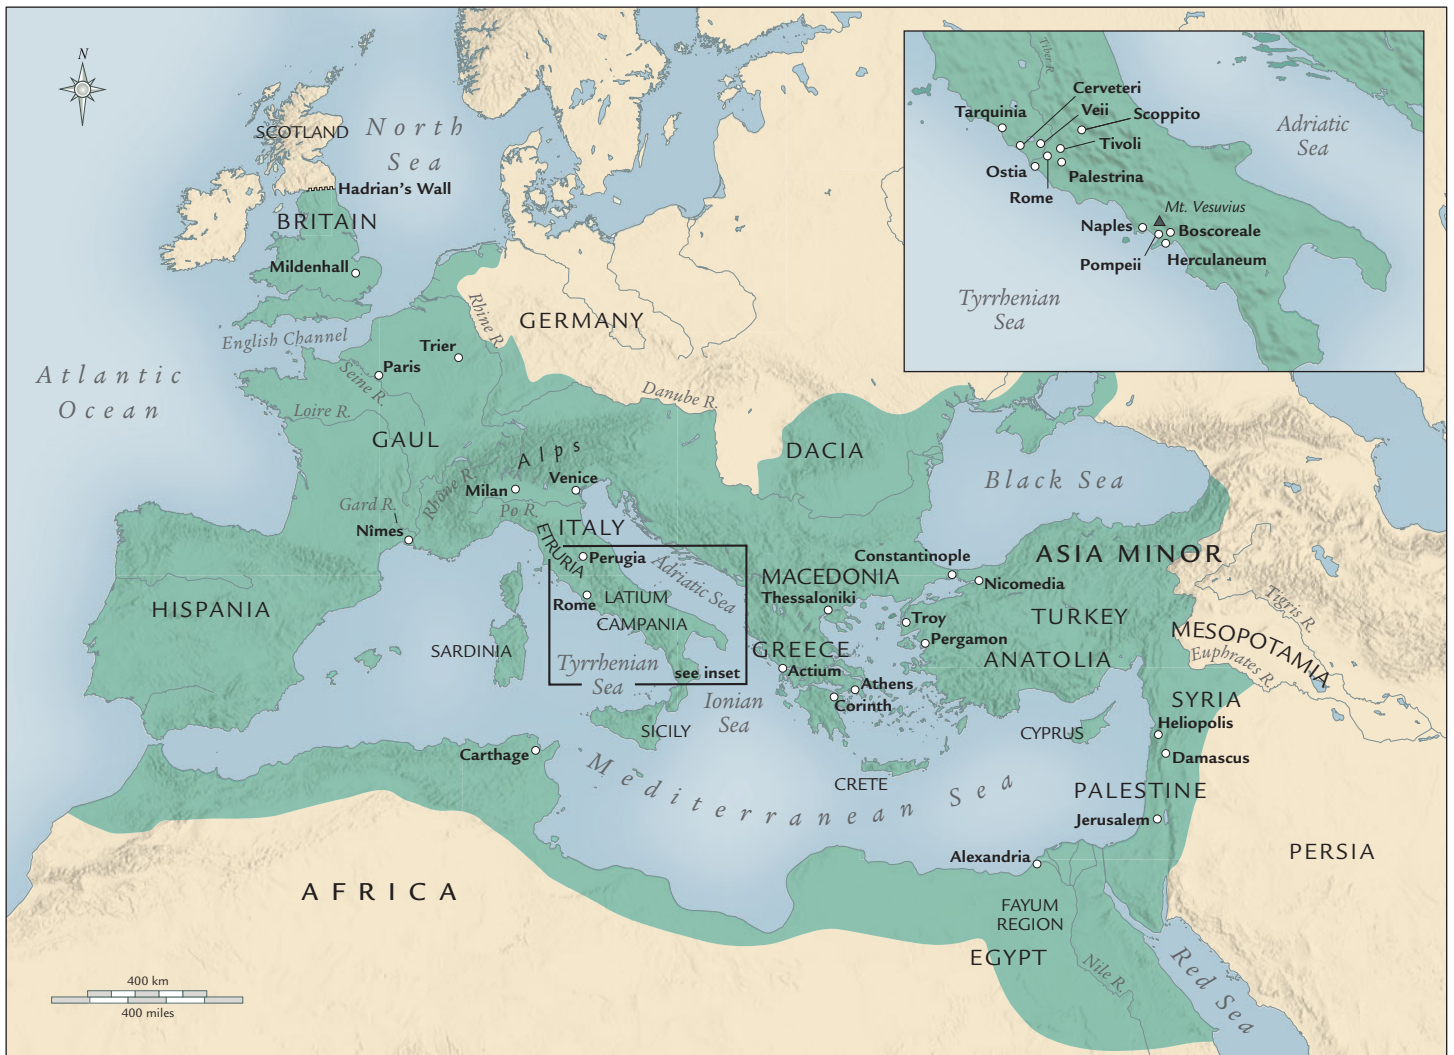 N
SCOTLAND
North
Sea
Hadrian's Wall
BRITAIN
Mildenhall
English Channel
Atlantic
Ocean
Rhine R.
GERMANY
Trier
Paris
Seine R.
Loire R.
Danube R.
GAUL
Alps
DACIA
Black Sea
Rhône R.
Milan
Venice
Gard R.
Po R.
Nîmes
ITALY
ETRURIA
Perugia
Adriatic Sea
Rome
LATIUM
CAMPANIA
HISPANIA
SARDINIA
Tyrrhenian
Sea
see inset
Ionian
Sea
SICILY
Carthage
Constantinople
ASIA MINOR
MACEDONIA
Nicomedia
Thessaloniki
Troy
TURKEY
Pergamon
GREECE
ANATOLIA
Actium
Athens
Corinth
Tigris R.
MESOPOTAMIA
Euphrates R.
SYRIA
Heliopolis
CYPRUS
Damascus
CRETE
Mediterranean Sea
PALESTINE
Jerusalem
PERSIA
Alexandria
AFRICA
FAYUM
REGION
EGYPT
Nile R.
Red Sea
400 km
400 miles
Tiber R.
Cerveteri
Tarquinia
Veii
Scoppito
Adriatic
Sea
Tivoli
Ostia
Palestrina
Rome
Mt. Vesuvius
Naples
Boscoreale
Herculaneum
Pompeii
Tyrrhenian
Sea